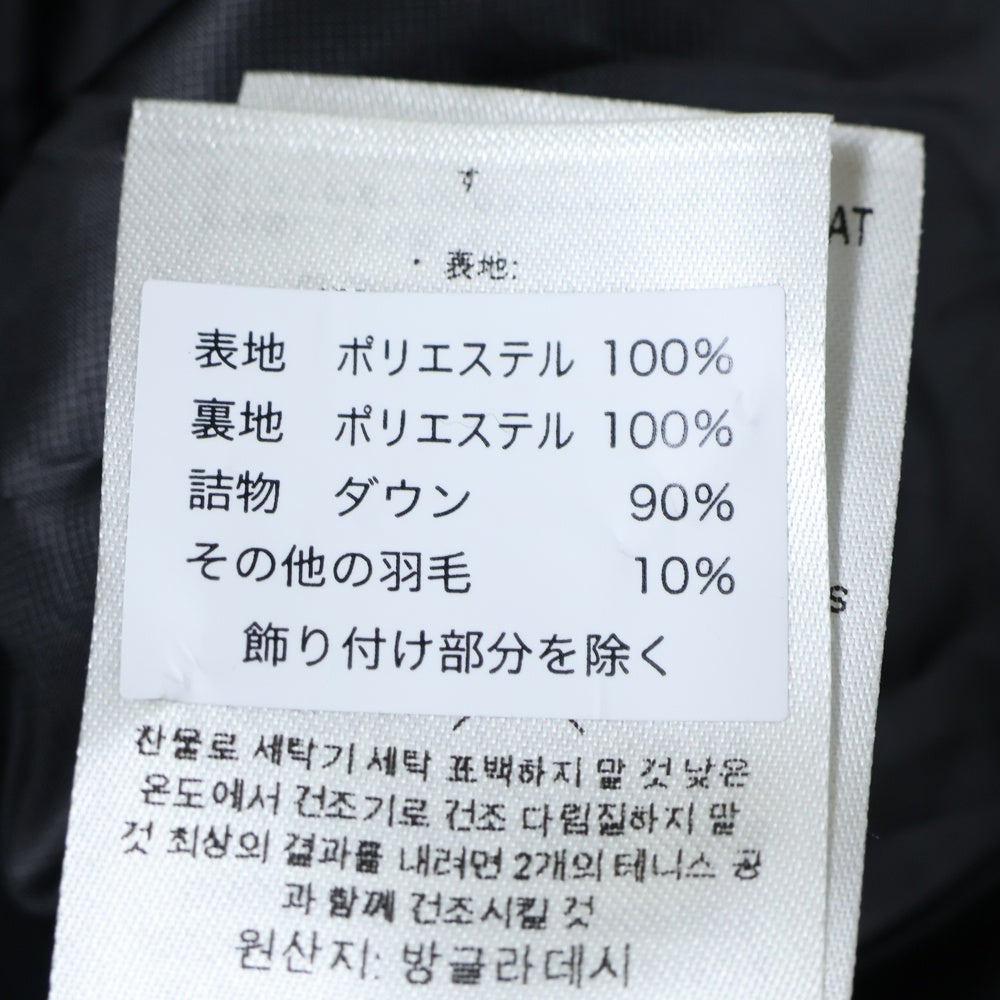 す
・表地:
AT
表地 ポリエステル 100%
裏地 ポリエステル 100%
詰物 ダウン 90%
その他の羽毛 10%
S
飾り付け部分を除く
찬물로 세탁기 세탁 표백하지 말 것 낮은
온도에서 건조기로 건조 다림질하지 말
것 최상의 결과를 내려면 2개의 테니스 공
과 함께 건조시킬 것
원산지: 방글라데시